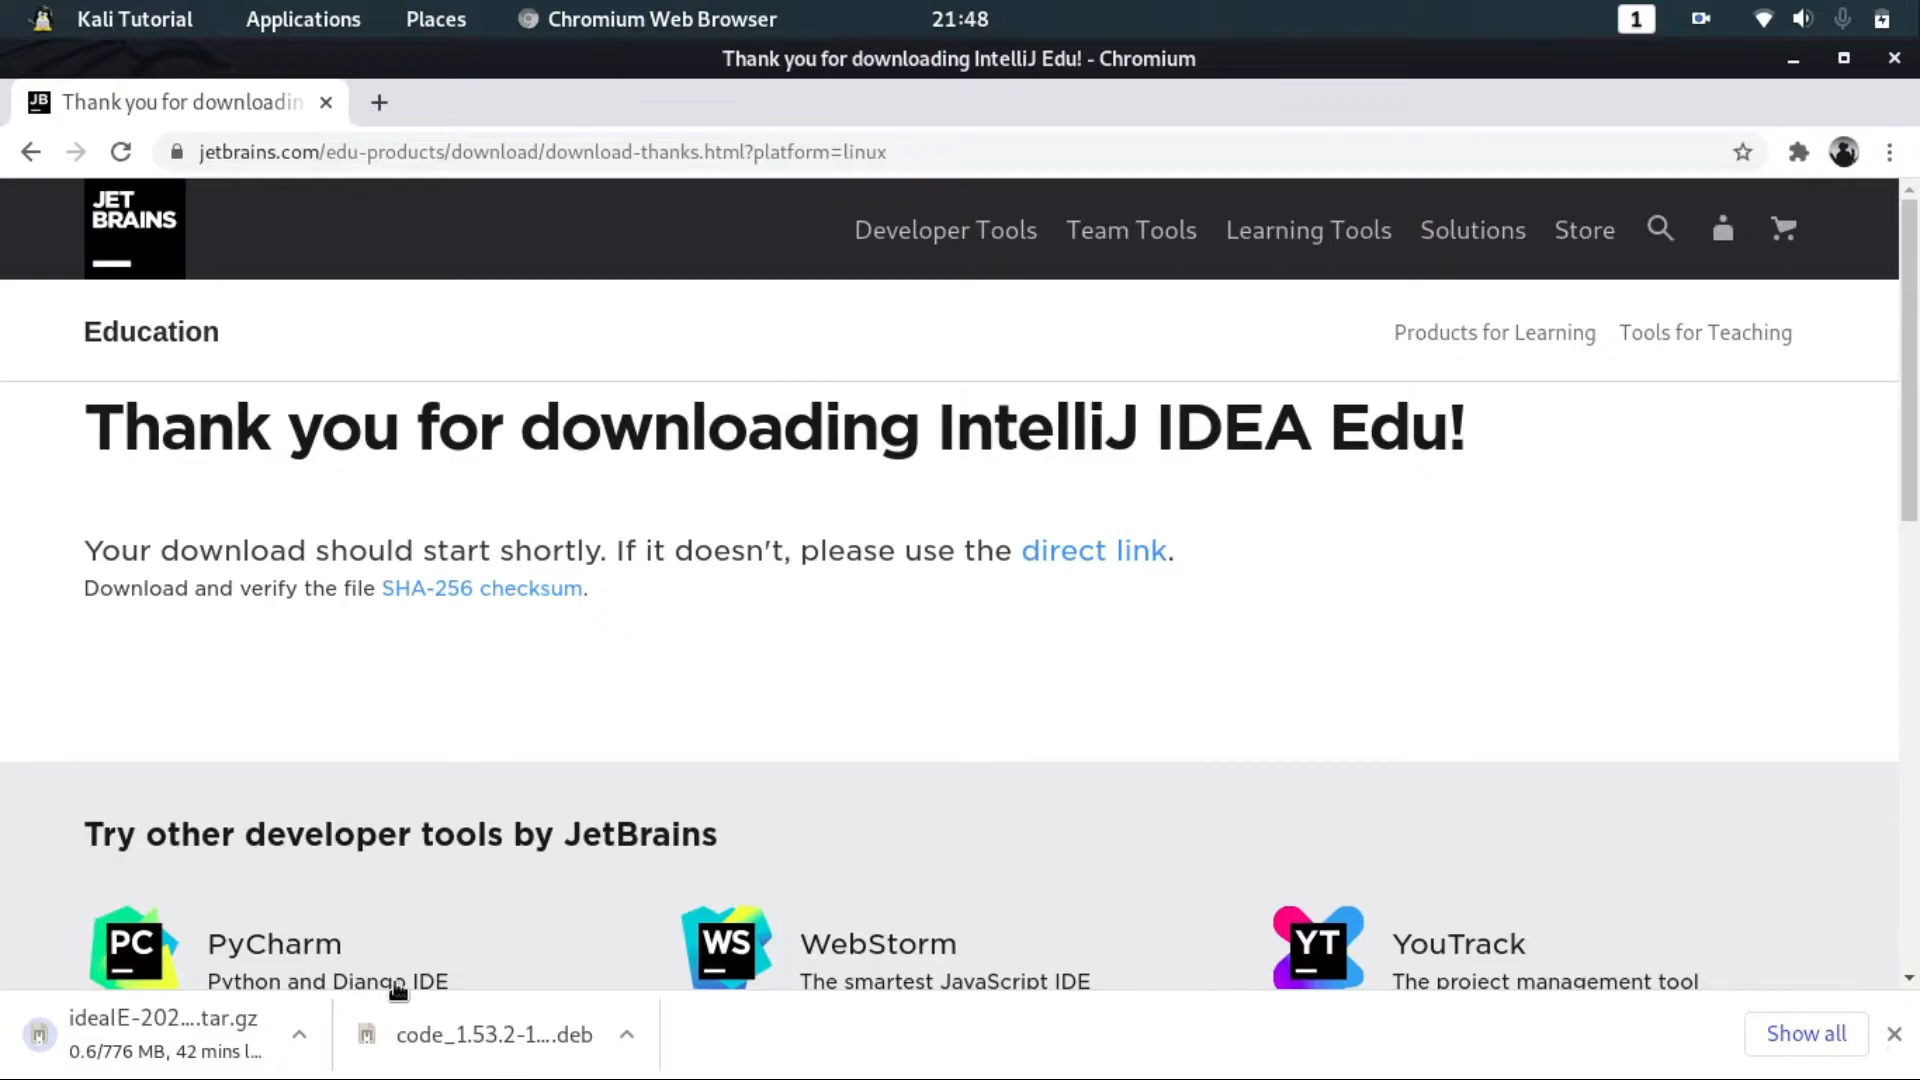 Kali Tutorial Applications Places Chromium Web Browser 21:48 1
Thank you for downloading IntelliJ Edu! - Chromium
JB Thank you for downloadin
jetbrains.com/edu-products/download/download-thanks.html?platform=linux
JET
BRAINS
Developer Tools Team Tools Learning Tools Solutions Store
Education Products for Learning Tools for Teaching
Thank you for downloading IntelliJ IDEA Edu!
Your download should start shortly. If it doesn't, please use the direct link.
Download and verify the file SHA-256 checksum.
Try other developer tools by JetBrains
PC PyCharm
Python and Django IDE
WS WebStorm
The smartest JavaScript IDE
YT YouTrack
The project management tool
ideaIE-202....tar.gz
0.6/776 MB, 42 mins l...
code_1.53.2-1....deb
Show all